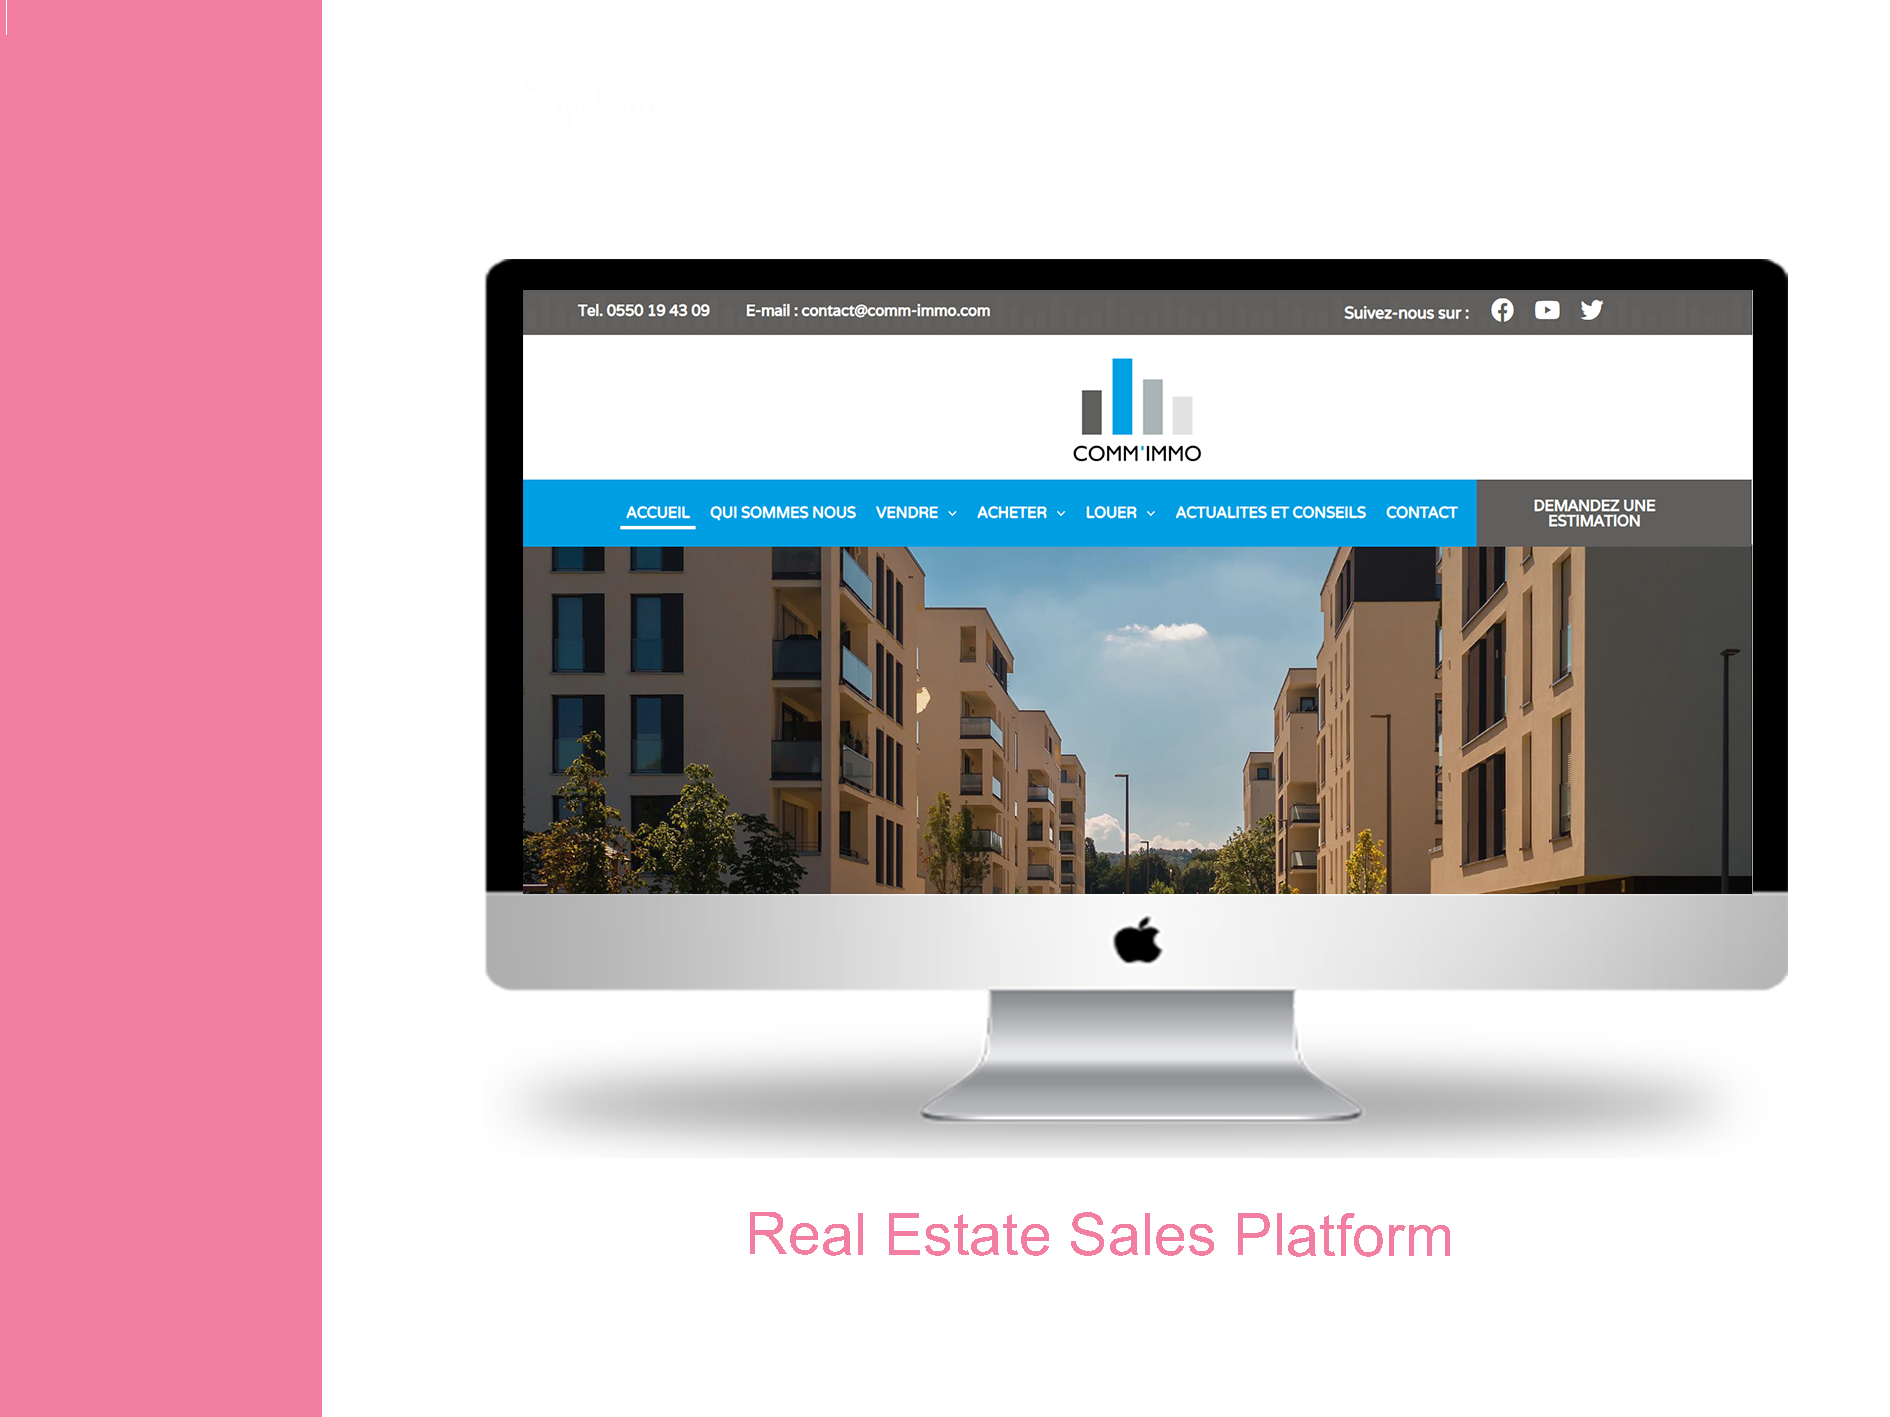 Tel. 0550 19 43 09 E-mail : contact@comm-immo.com Suivez-nous sur :
COMM'IMMO
ACCUEIL QUI SOMMES NOUS VENDRE ACHETER LOUER ACTUALITES ET CONSEILS CONTACT
DEMANDEZ UNE
ESTIMATION
Real Estate Sales Platform